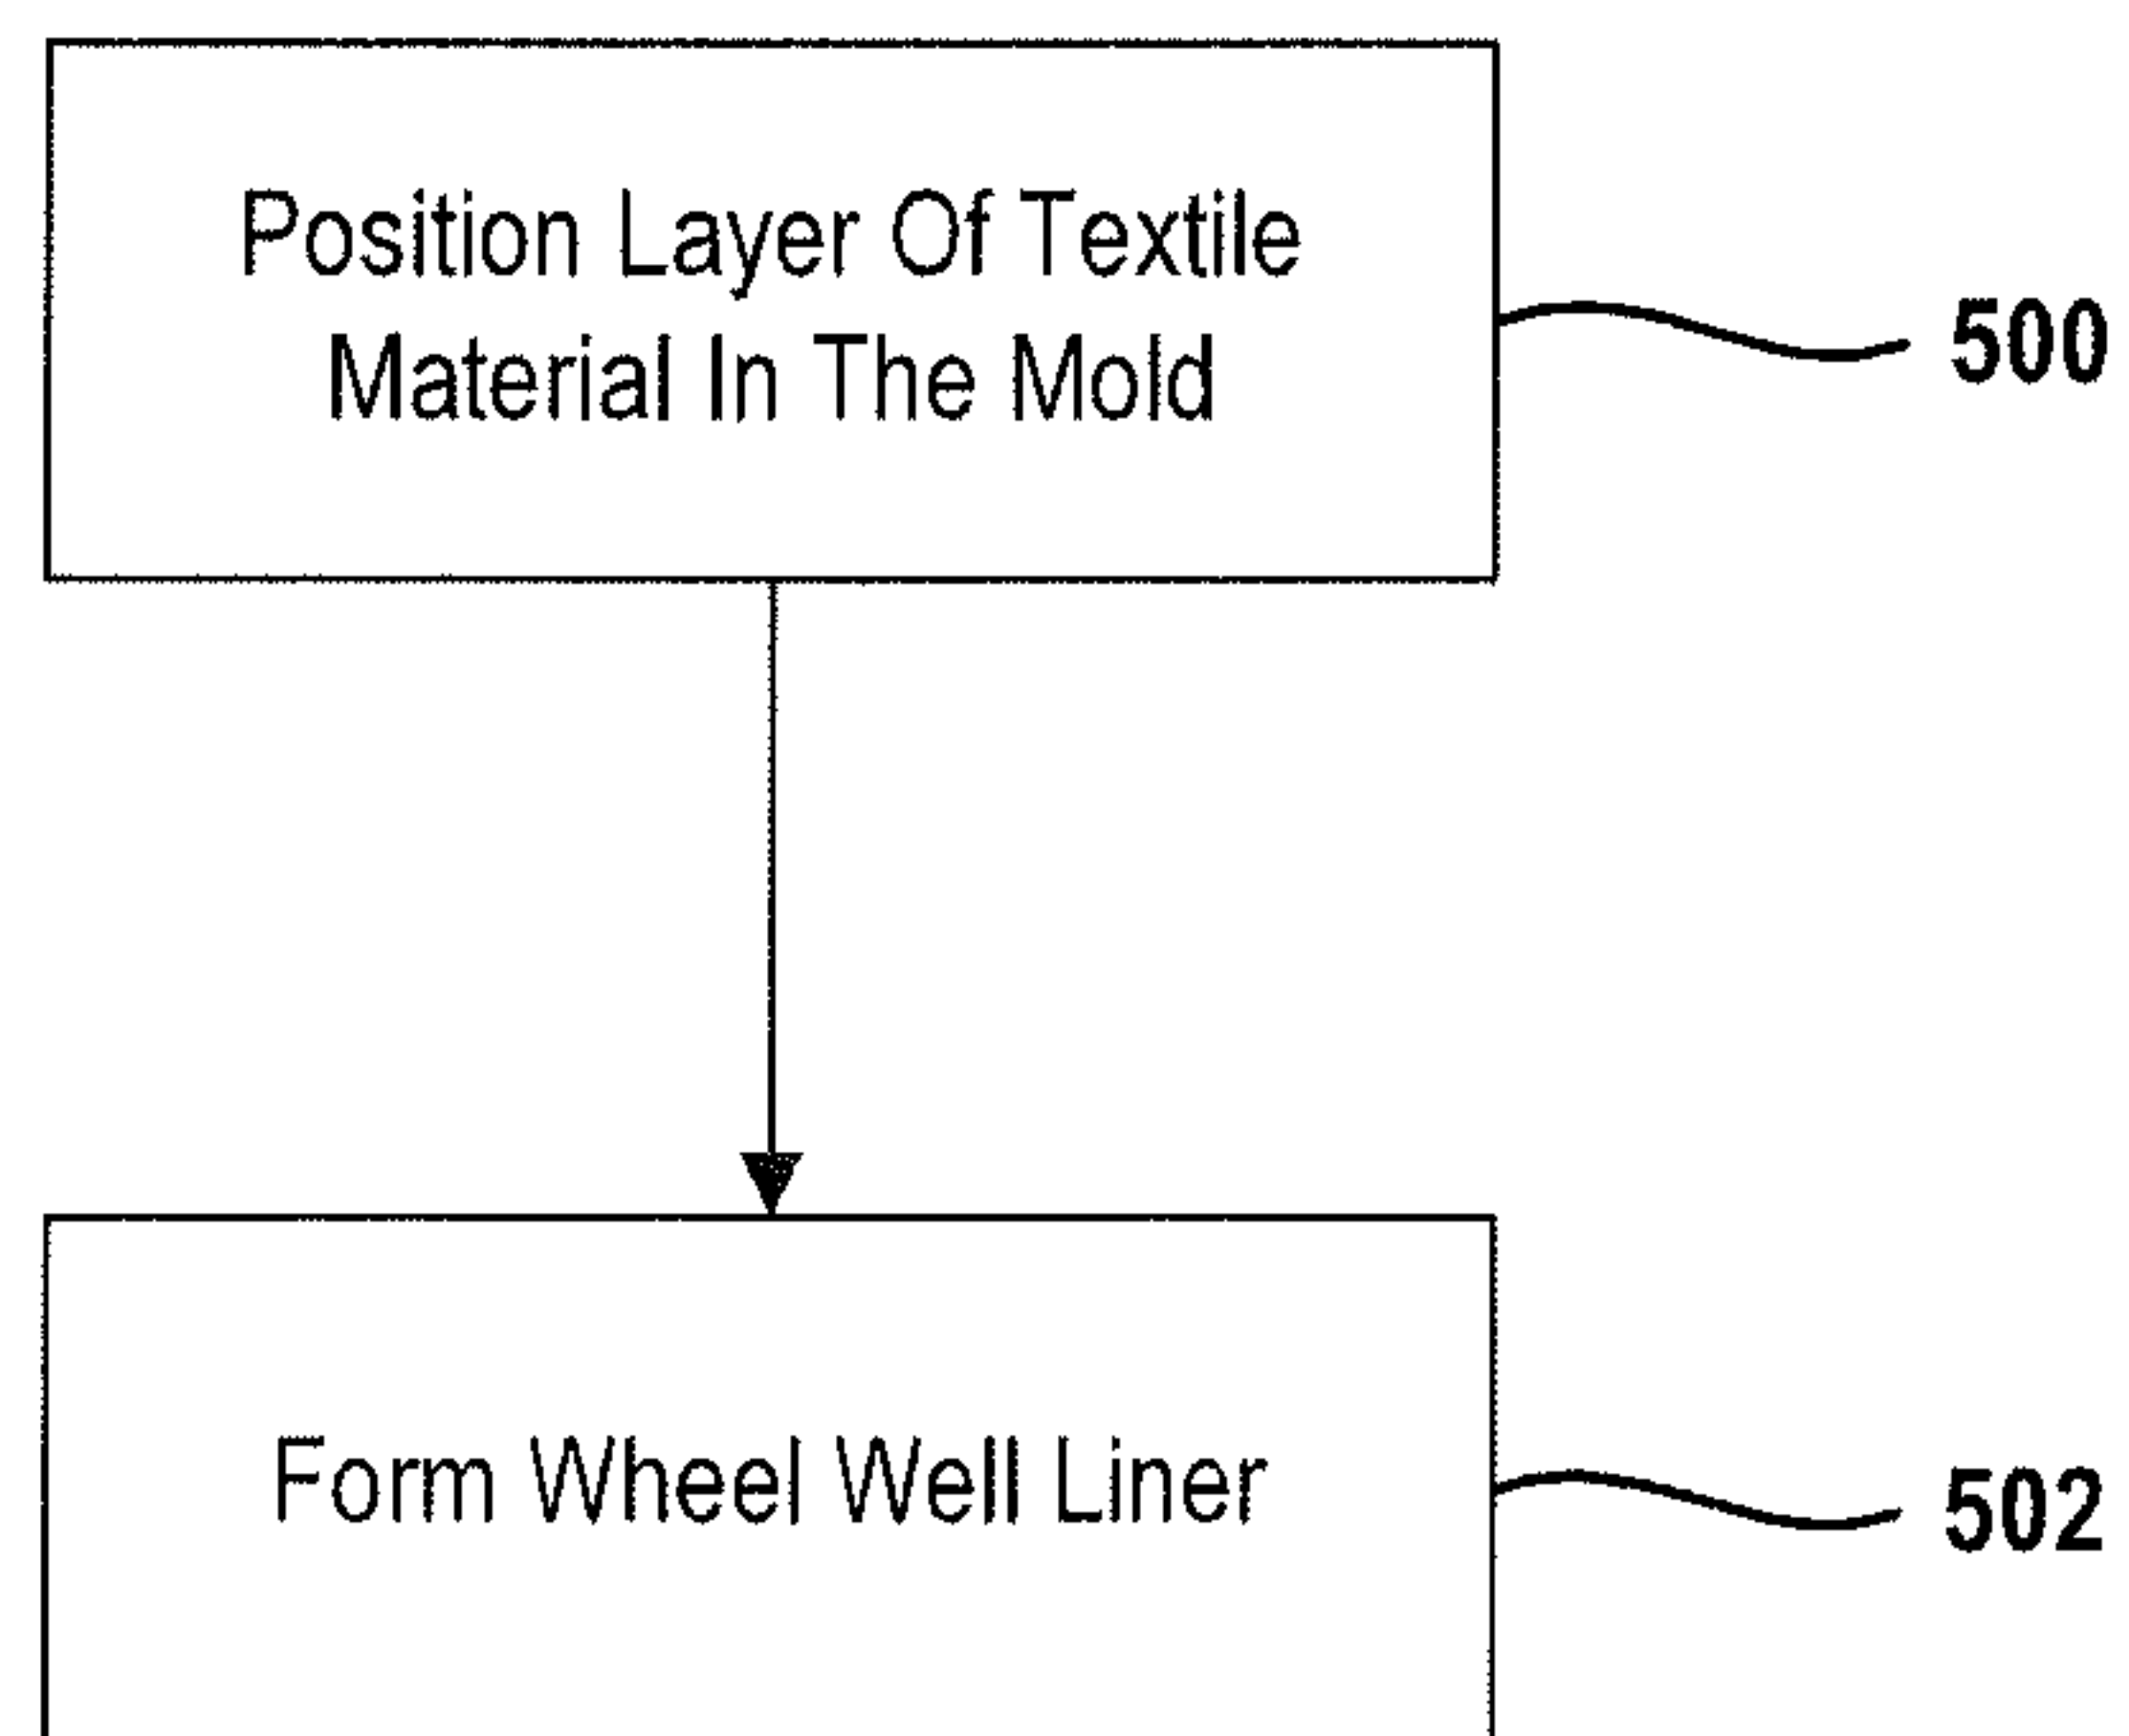 Position Layer Of Textile
Material In The Mold
500
Form Wheel Well Liner
502